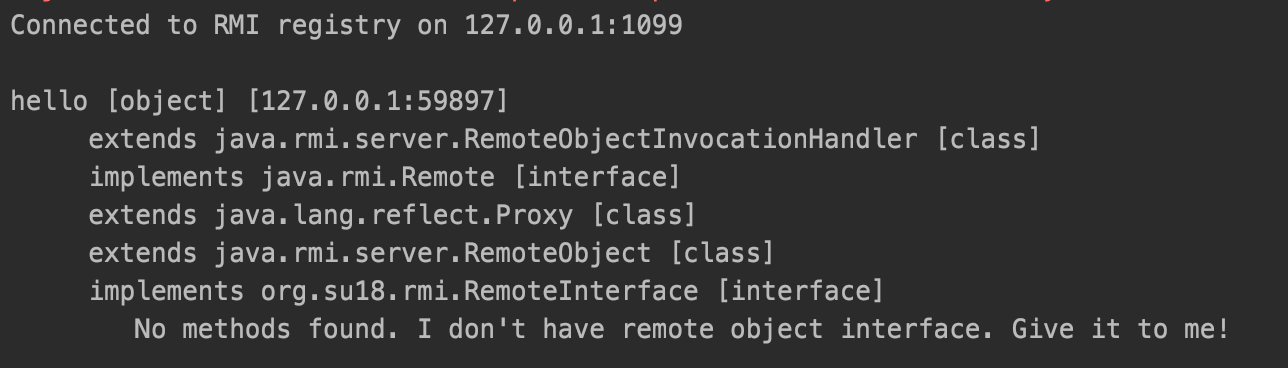 Connected to RMI registry on 127.0.0.1:1099
hello [object] [127.0.0.1:59897]
extends java.rmi.server.RemoteObjectInvocationHandler [class]
implements java.rmi.Remote [interface]
extends java.lang.reflect.Proxy [class]
extends java.rmi.server.RemoteObject [class]
implements org.su18.rmi.RemoteInterface [interface]
No methods found. I don't have remote object interface. Give it to me!